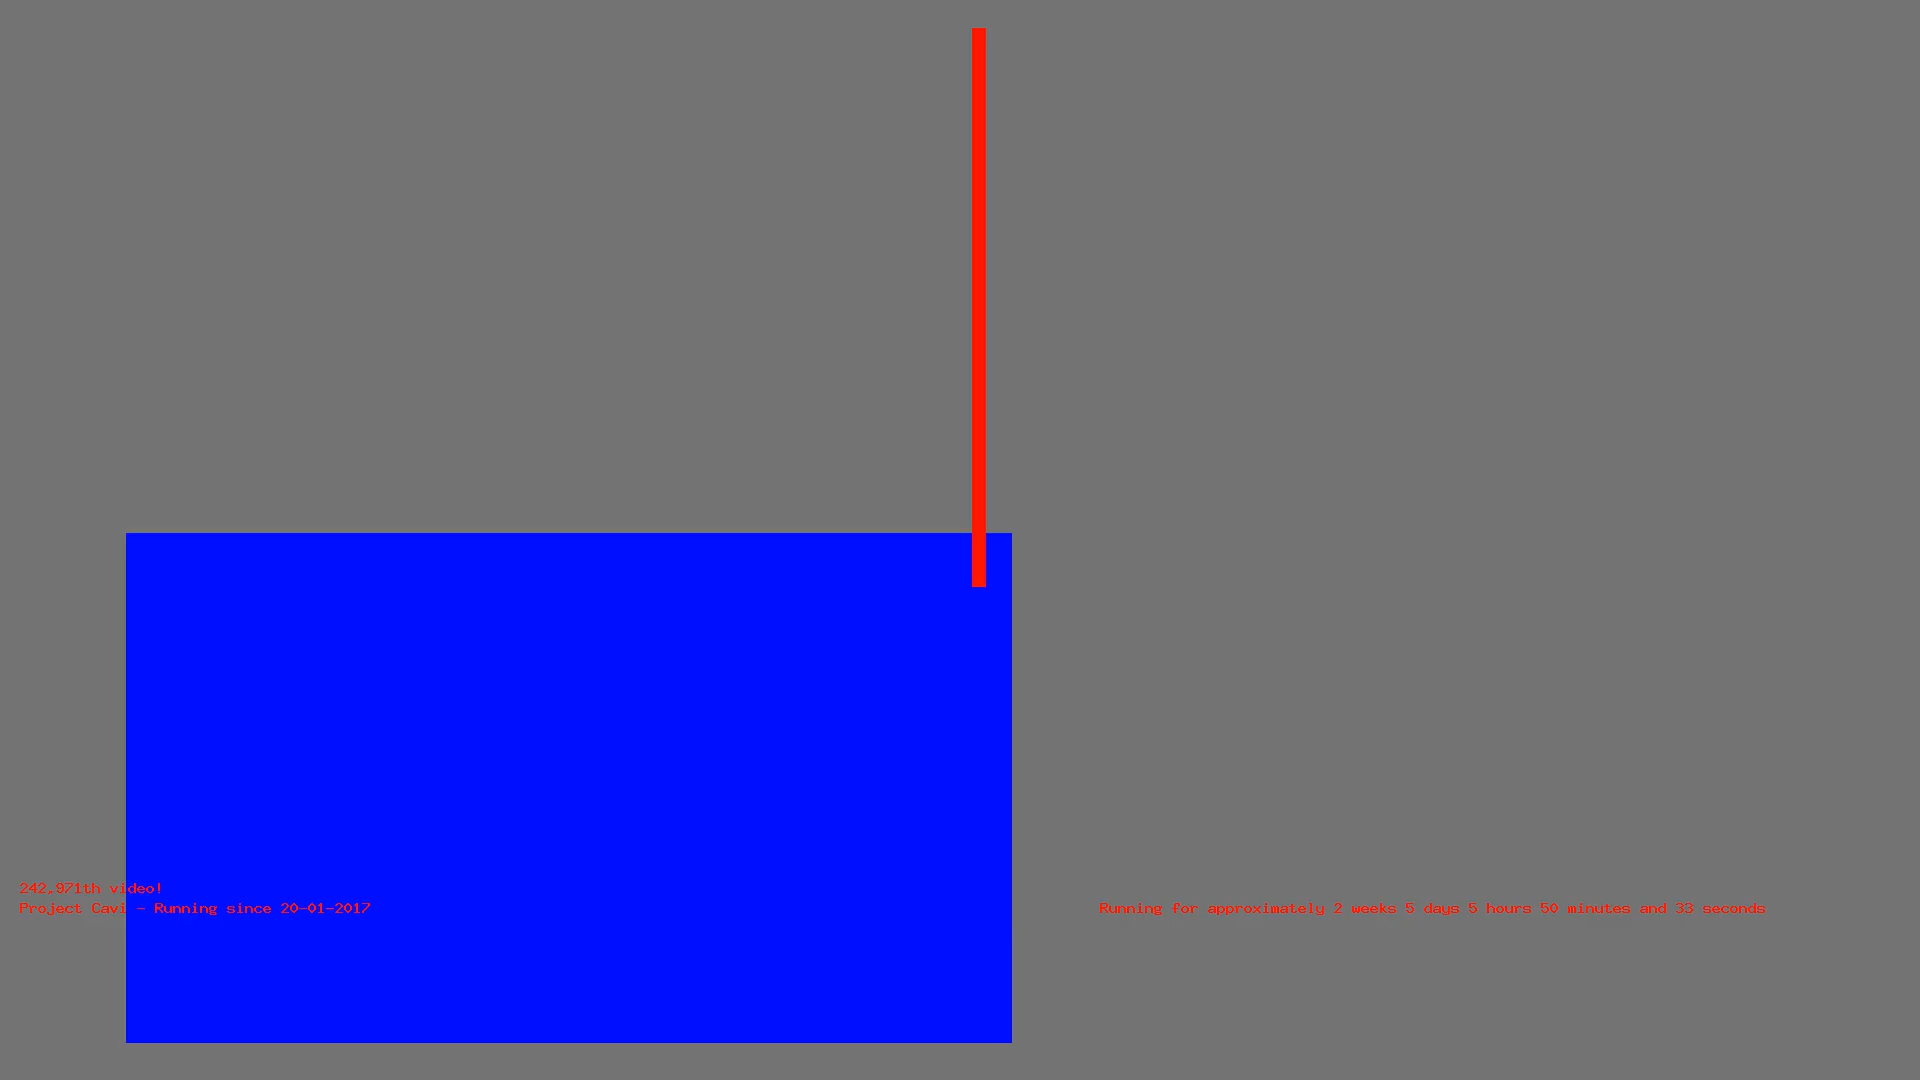 242,971th video!
Project Cavi - Running since 20-01-2017
Running for approximately 2 weeks 5 days 5 hours 50 minutes and 33 seconds